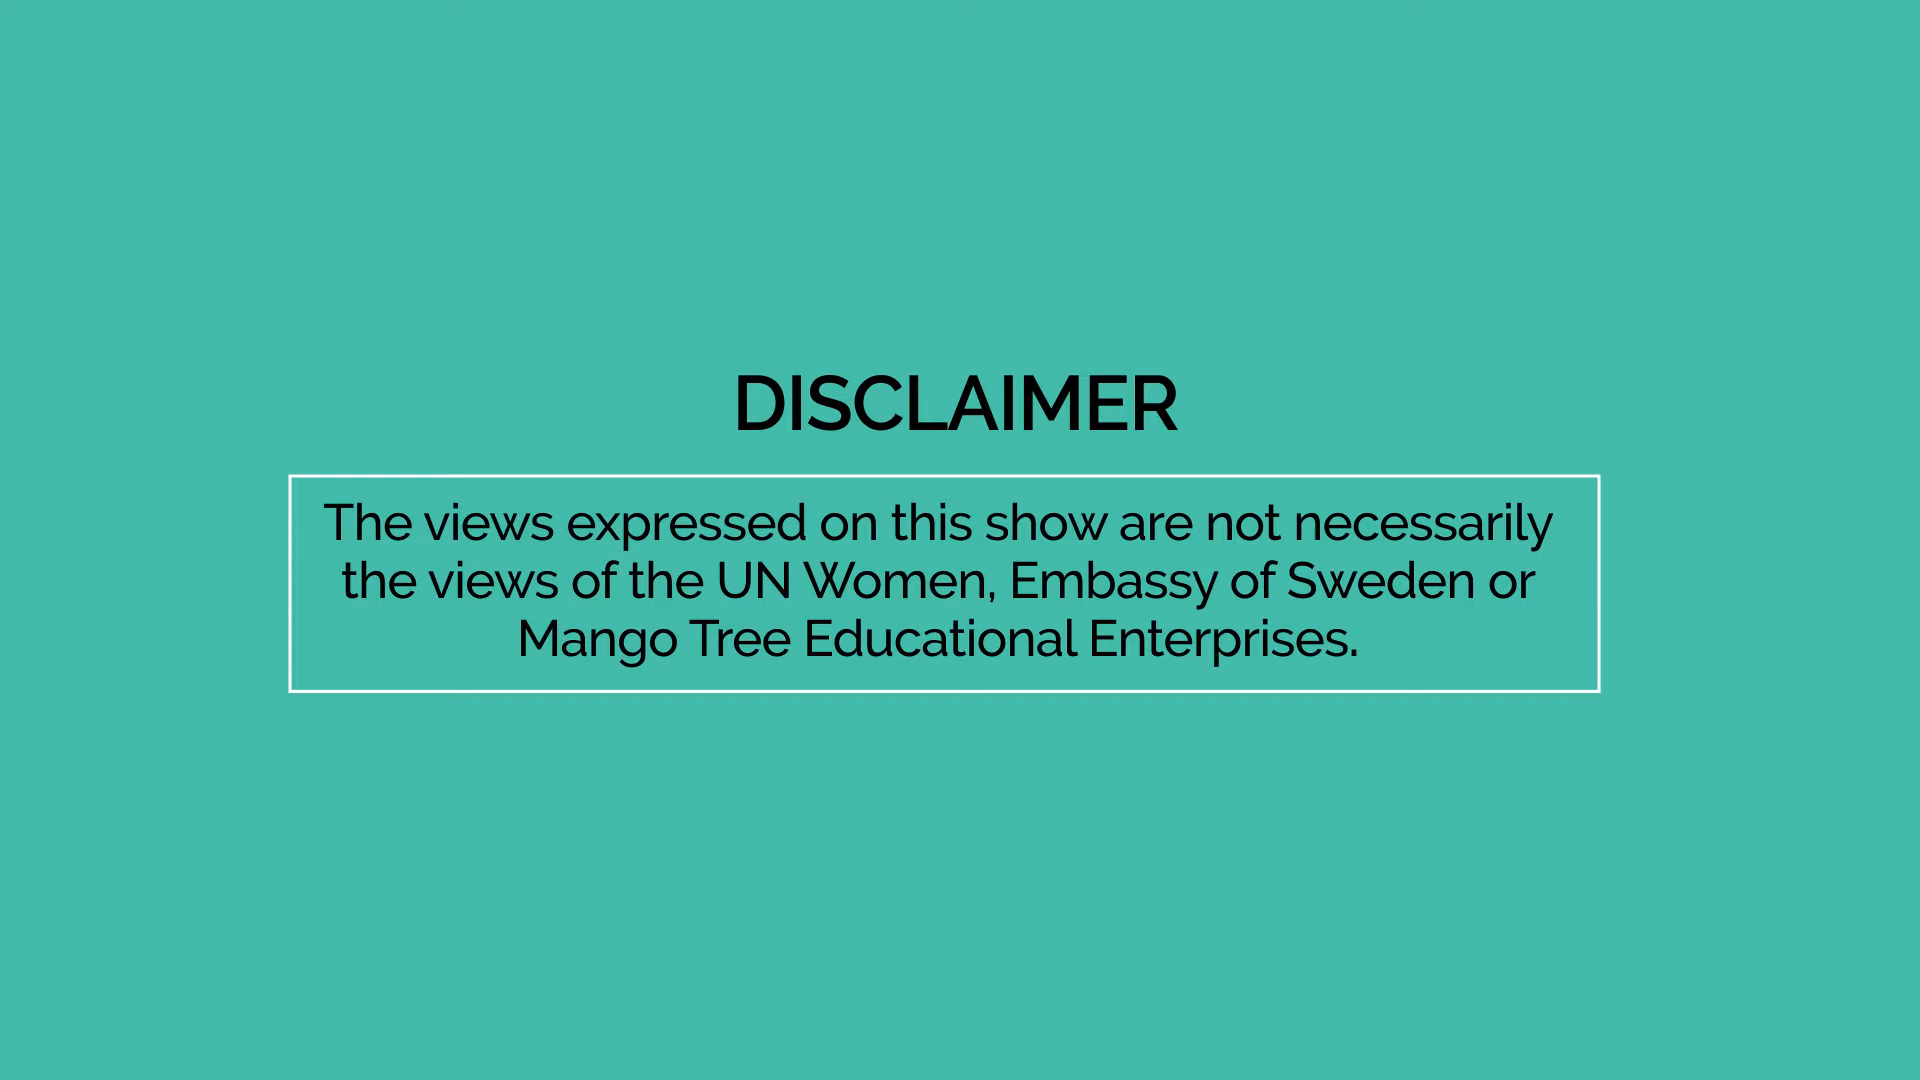 DISCLAIMER
The views expressed on this show are not necessarily
the views of the UN Women, Embassy of Sweden or
Mango Tree Educational Enterprises.